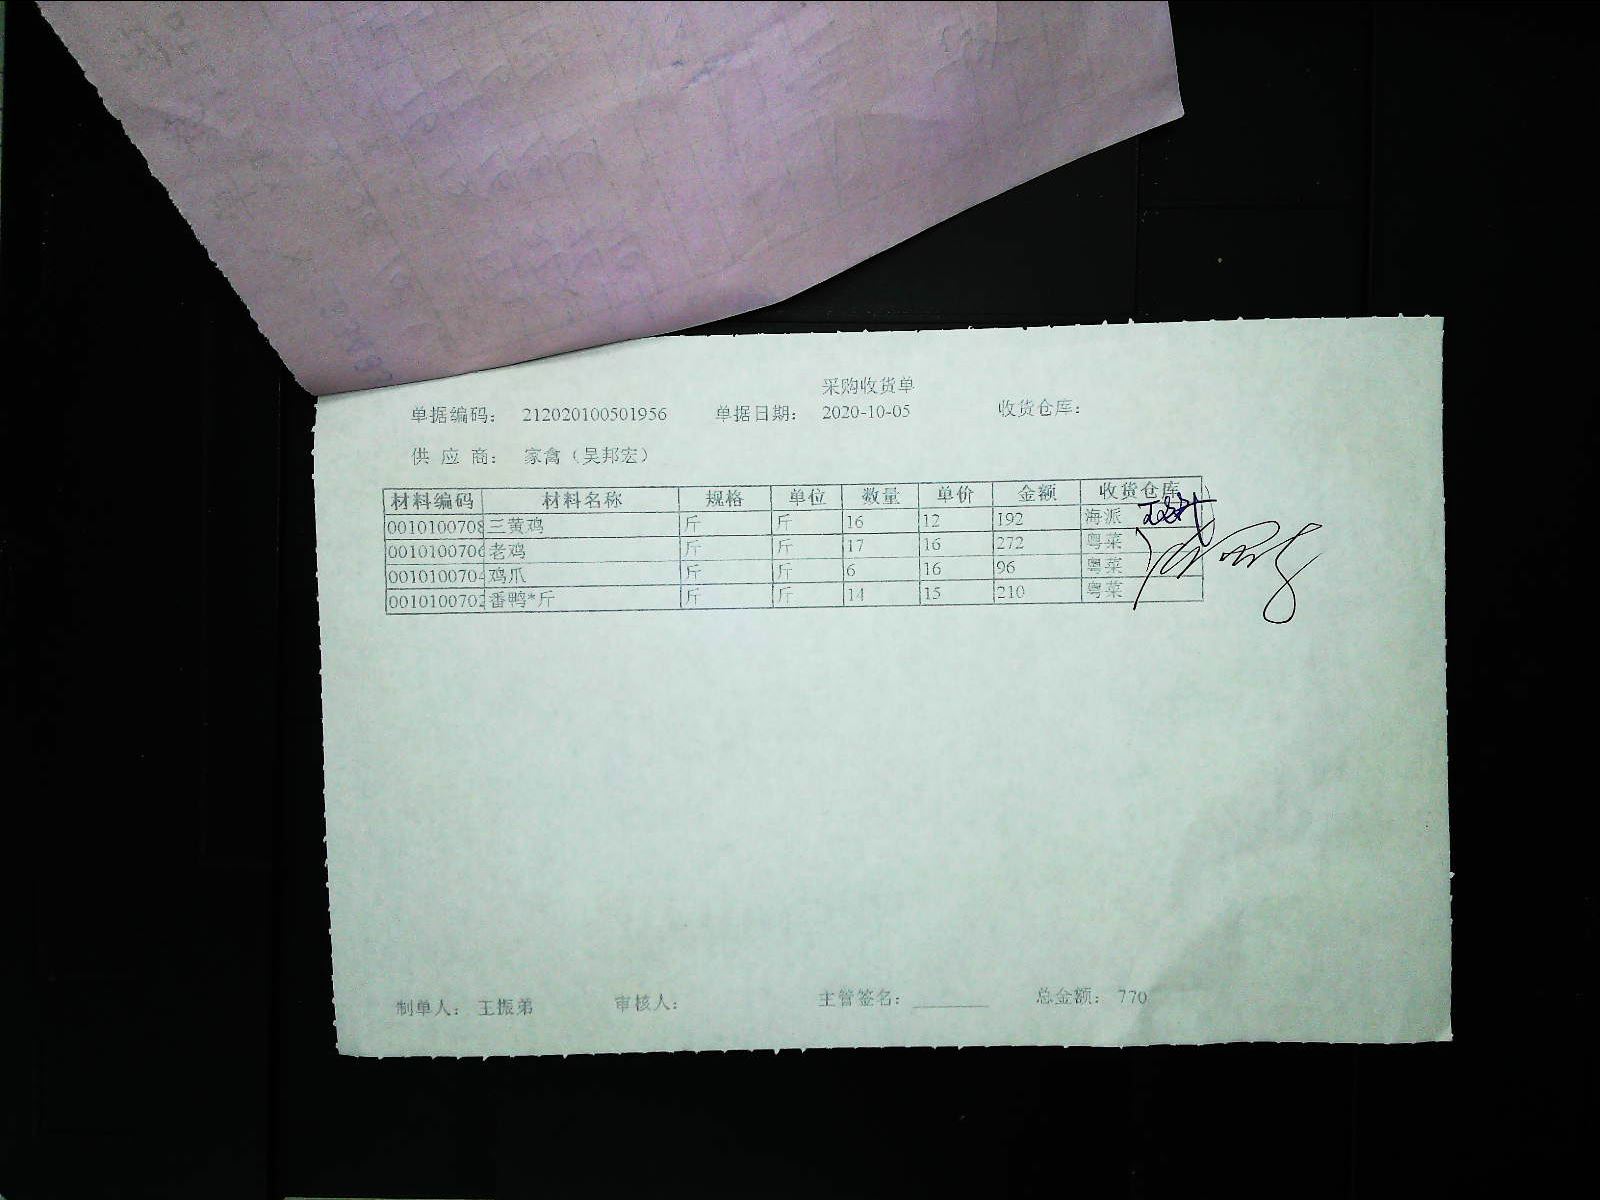 采购收货单
单据编码： 212020100501956 单据日期： 2020-10-05 收货仓库：
供 应 商： 家禽（吴邦宏）
材料编码 材料名称 规格 单位 数量 单价 金额 收货仓库
0010100708 三黄鸡 斤 斤 16 12 192 海派
0010100706 老鸡 斤 斤 17 16 272 粤菜
0010100704 鸡爪 斤 斤 6 16 96 粤菜
0010100702 番鸭*斤 斤 斤 14 15 210 粤菜
制单人： 王振弟 审核人： 主管签名： 总金额： 770